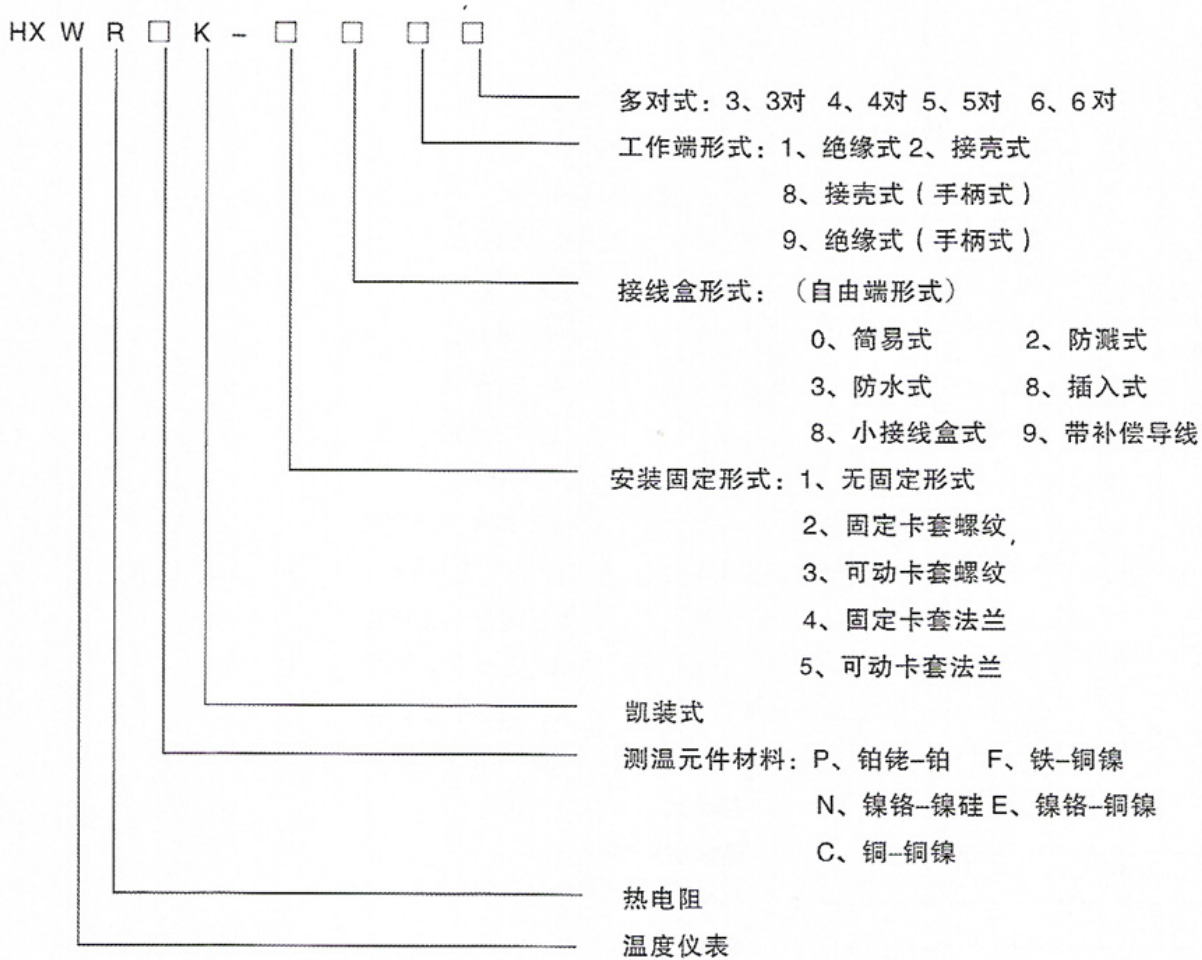 HX W R □ K - □ □ □ □
多对式：3、3对 4、4对 5、5对 6、6对
工作端形式：1、绝缘式 2、接壳式
8、接壳式（手柄式）
9、绝缘式（手柄式）
接线盒形式：（自由端形式）
0、简易式 2、防溅式
3、防水式 8、插入式
8、小接线盒式 9、带补偿导线
安装固定形式：1、无固定形式
2、固定卡套螺纹
3、可动卡套螺纹
4、固定卡套法兰
5、可动卡套法兰
凯装式
测温元件材料：P、铂铑–铂 F、铁–铜镍
N、镍铬–镍硅 E、镍铬–铜镍
C、铜–铜镍
热电阻
温度仪表